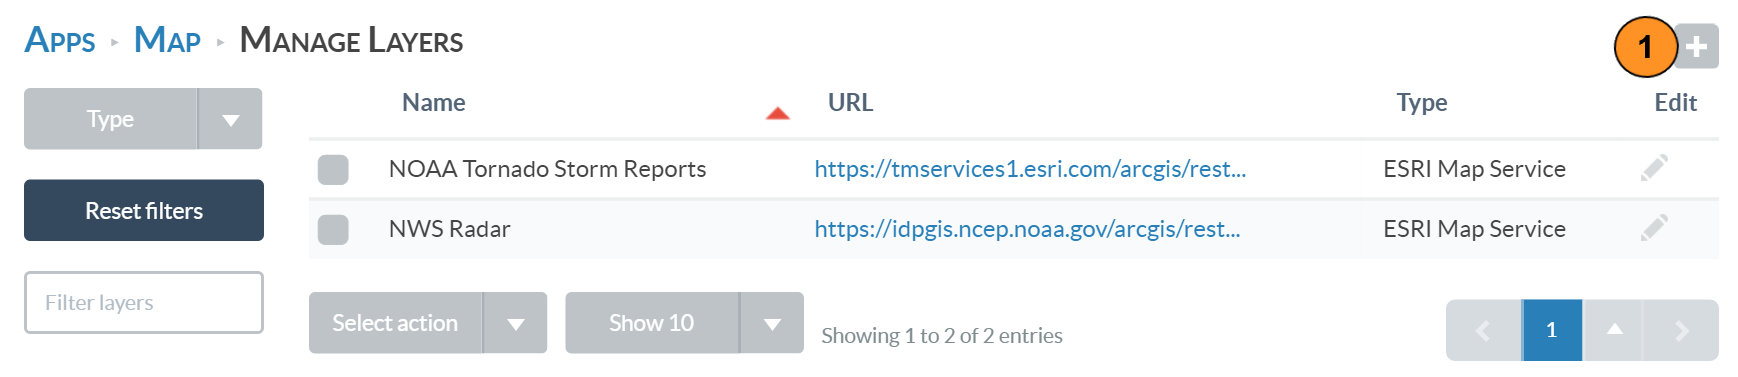 Apps ▸ Map ▸ Manage Layers
1 +
Type
Reset filters
Filter layers
Name URL Type Edit
NOAA Tornado Storm Reports https://tmservices1.esri.com/arcgis/rest... ESRI Map Service
NWS Radar https://idpgis.ncep.noaa.gov/arcgis/rest... ESRI Map Service
Select action Show 10 Showing 1 to 2 of 2 entries 1